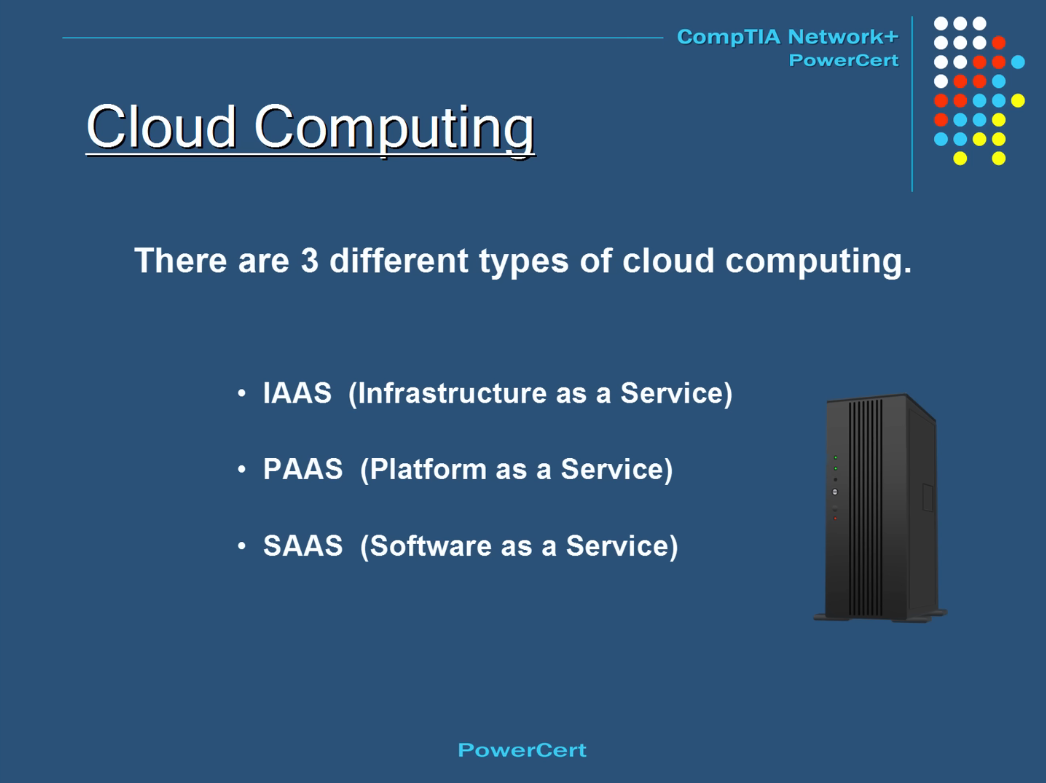 CompTIA Network+
PowerCert
Cloud Computing
There are 3 different types of cloud computing.
• IAAS (Infrastructure as a Service)
• PAAS (Platform as a Service)
• SAAS (Software as a Service)
PowerCert